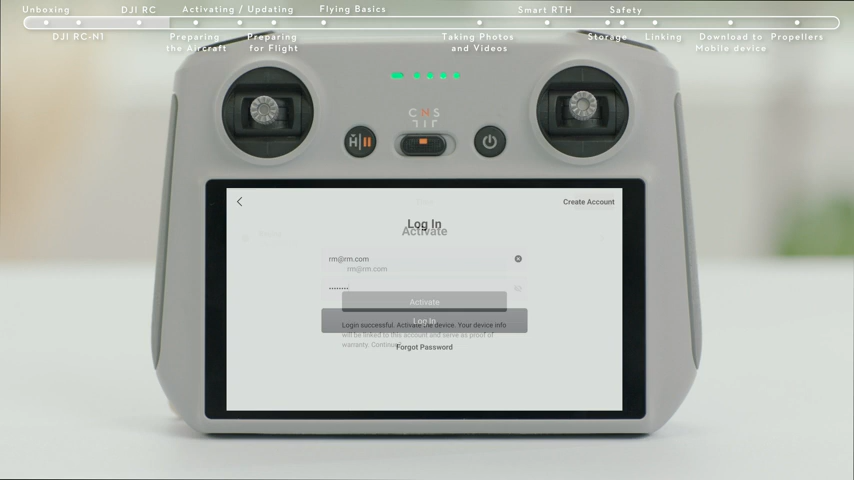 Unboxing
DJI RC
Activating / Updating
Flying Basics
Smart RTH
Safety
DJI RC-N1
Preparing
the Aircraft
Preparing
for Flight
Taking Photos
and Videos
Storage
Linking
Download to
Mobile device
Propellers
C N S
H
Create Account
Log In
Activate
rm@rm.com
rm@rm.com
••••••••
Activate
Log In
Login successful. Activate the device. Your device info
will be linked to this account and serve as proof of
warranty. Continue?
Forgot Password